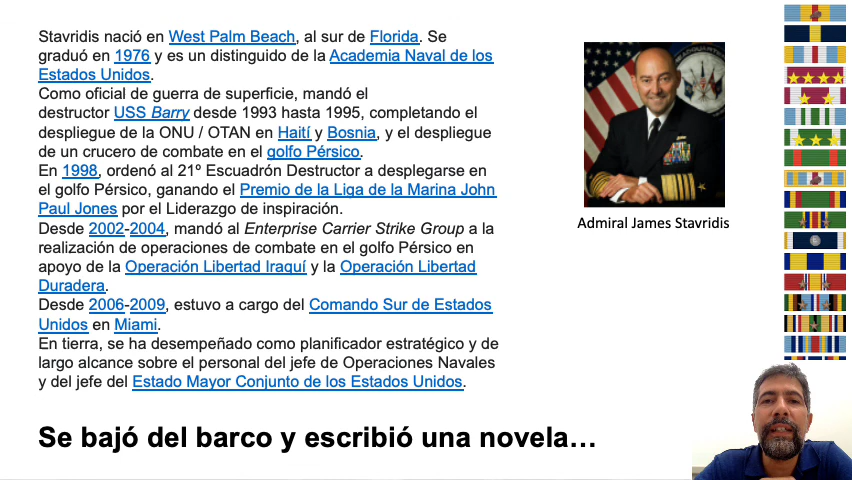 Stavridis nació en West Palm Beach, al sur de Florida. Se
graduó en 1976 y es un distinguido de la Academia Naval de los
Estados Unidos.
Como oficial de guerra de superficie, mandó el
destructor USS Barry desde 1993 hasta 1995, completando el
despliegue de la ONU / OTAN en Haití y Bosnia, y el despliegue
de un crucero de combate en el golfo Pérsico.
En 1998, ordenó al 21º Escuadrón Destructor a desplegarse en
el golfo Pérsico, ganando el Premio de la Liga de la Marina John
Paul Jones por el Liderazgo de inspiración.
Desde 2002-2004, mandó al Enterprise Carrier Strike Group a la
realización de operaciones de combate en el golfo Pérsico en
apoyo de la Operación Libertad Iraquí y la Operación Libertad
Duradera.
Desde 2006-2009, estuvo a cargo del Comando Sur de Estados
Unidos en Miami.
En tierra, se ha desempeñado como planificador estratégico y de
largo alcance sobre el personal del jefe de Operaciones Navales
y del jefe del Estado Mayor Conjunto de los Estados Unidos.
Admiral James Stavridis
Se bajó del barco y escribió una novela…